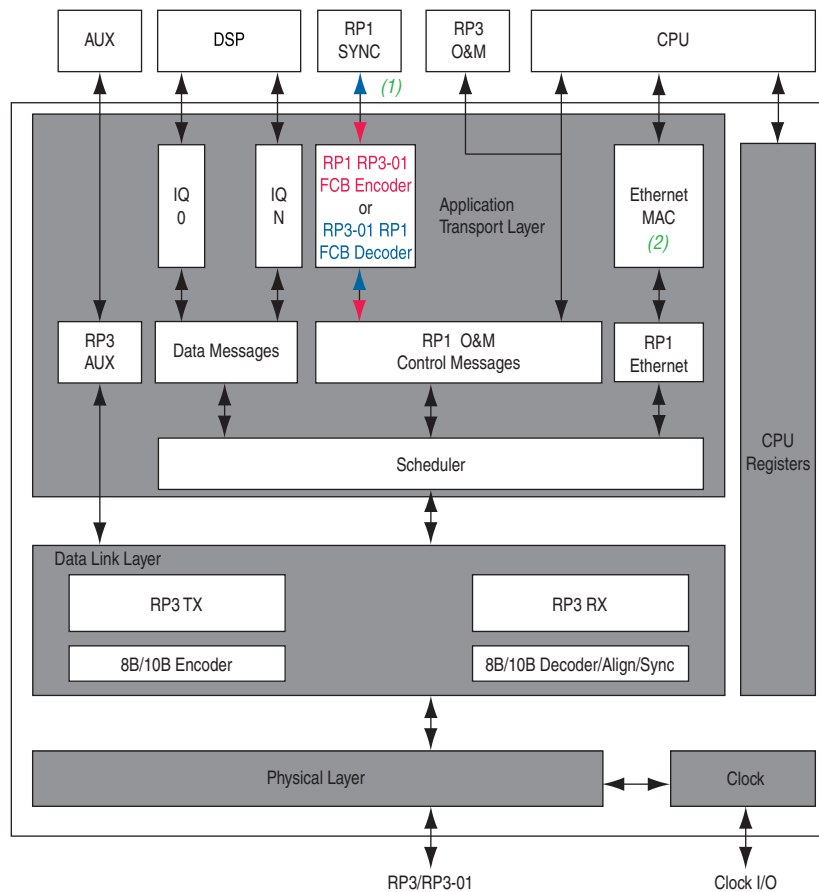 AUX
DSP
RP1
SYNC
RP3
O&M
CPU
(1)
IQ
0
IQ
N
RP1 RP3-01
FCB Encoder
or
RP3-01 RP1
FCB Decoder
Application
Transport Layer
Ethernet
MAC
(2)
RP3
AUX
Data Messages
RP1 O&M
Control Messages
RP1
Ethernet
Scheduler
CPU
Registers
Data Link Layer
RP3 TX
RP3 RX
8B/10B Encoder
8B/10B Decoder/Align/Sync
Physical Layer
Clock
RP3/RP3-01
Clock I/O